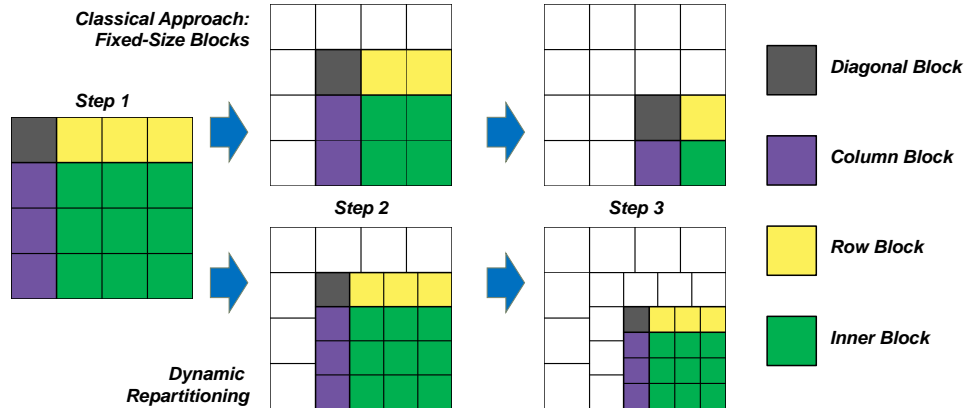 Classical Approach:
Fixed-Size Blocks
Step 1
Step 2
Step 3
Dynamic
Repartitioning
Diagonal Block
Column Block
Row Block
Inner Block